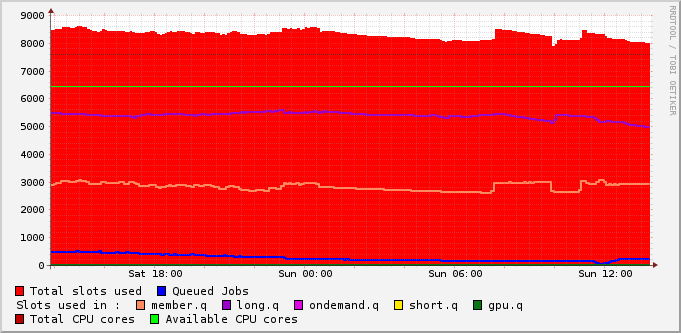 9000
8000
7000
6000
5000
4000
3000
2000
1000
0
Sat 18:00 Sun 00:00 Sun 06:00 Sun 12:00
RRDTOOL / TOBI OETIKER
Total slots used Queued Jobs
Slots used in : member.q long.q ondemand.q short.q gpu.q
Total CPU cores Available CPU cores